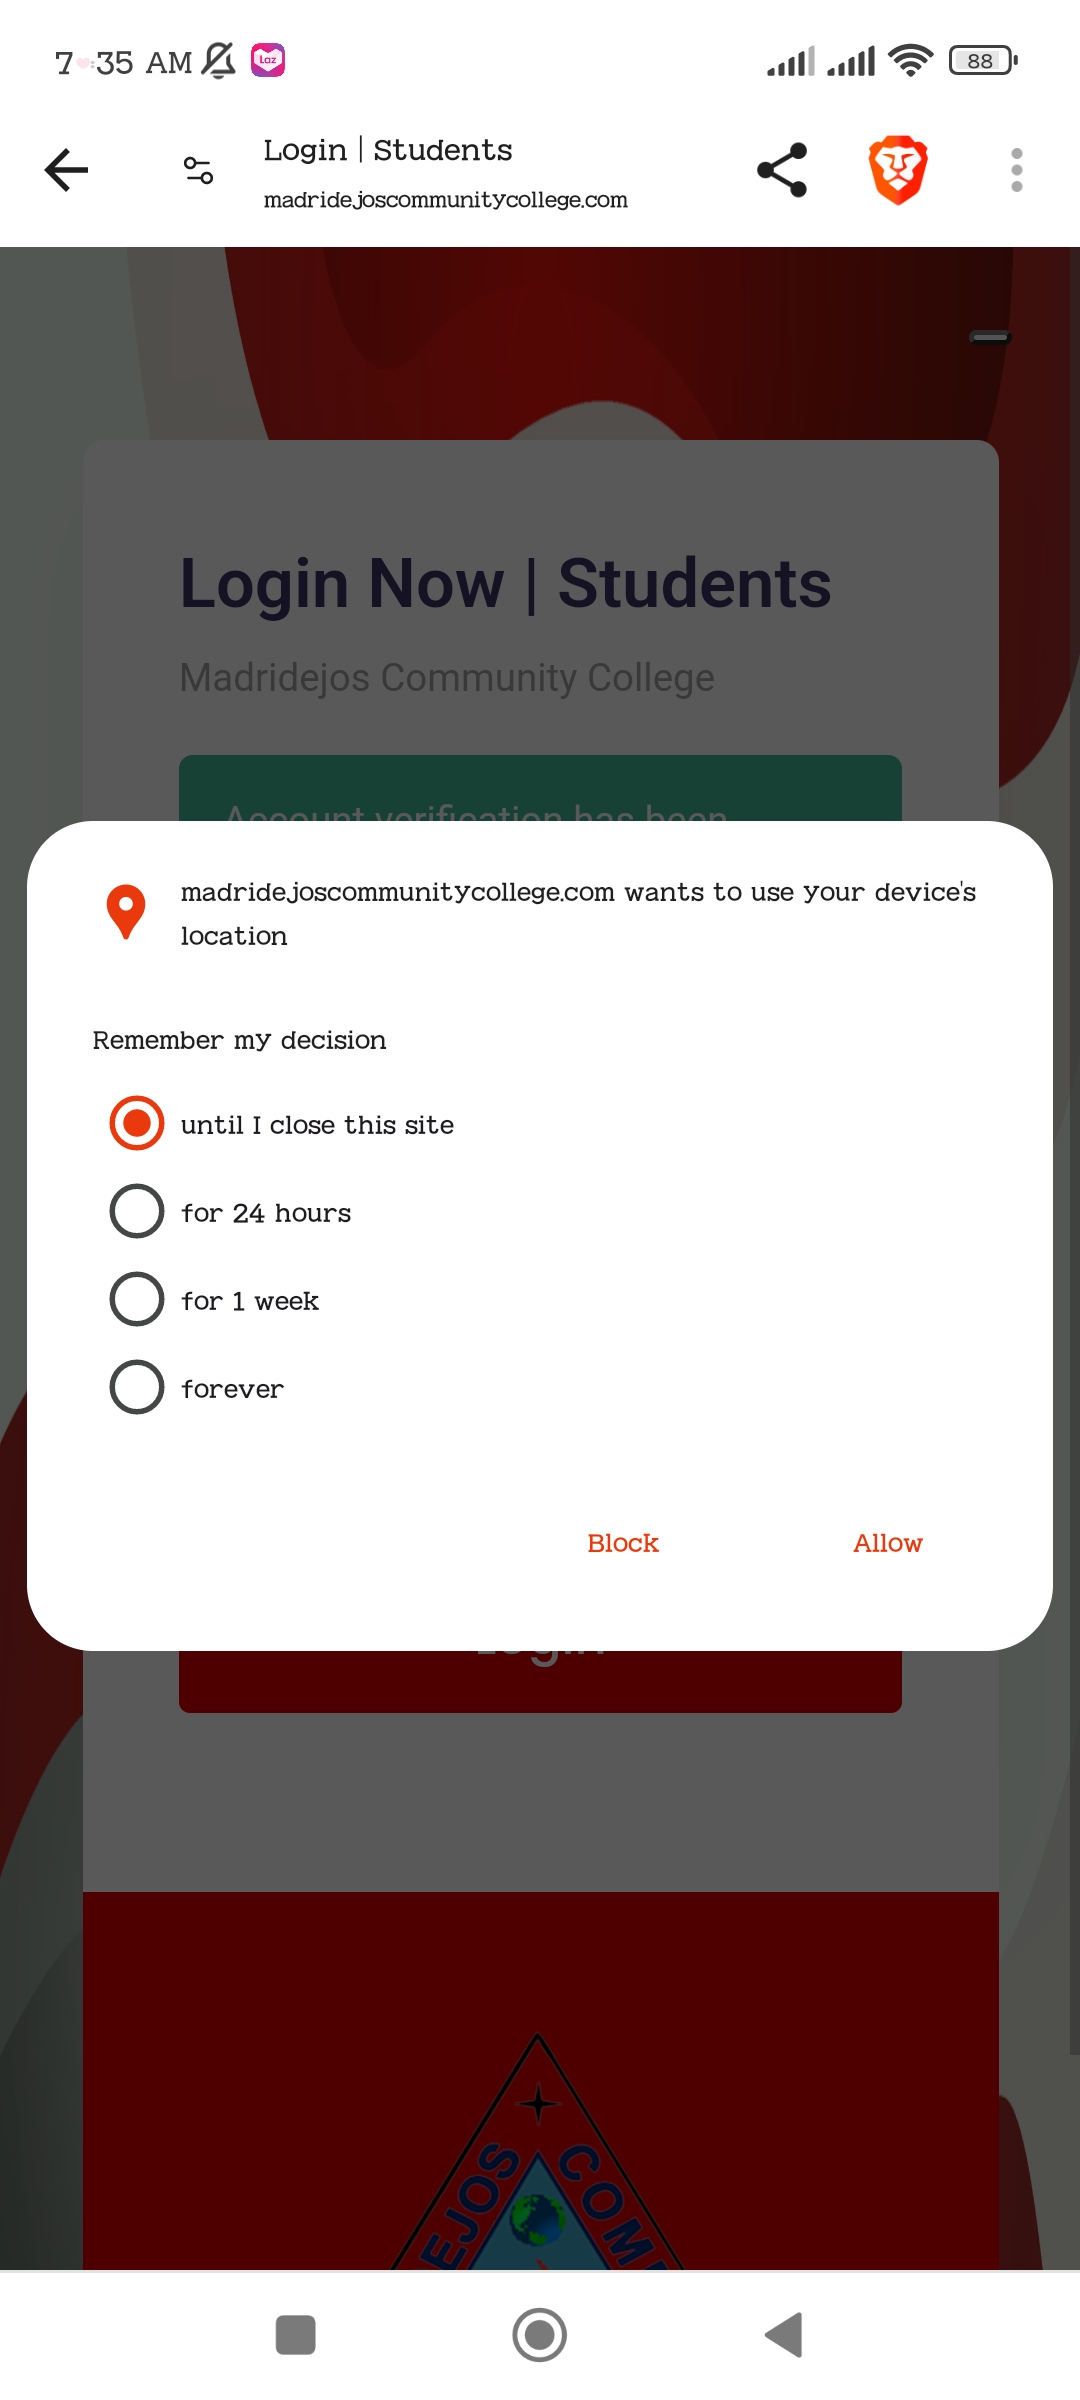 7:35 AM
Laz
88
Login | Students
madridejoscommunitycollege.com
Login Now | Students
Madridejos Community College
Account verification has been
madridejoscommunitycollege.com wants to use your device's
location
Remember my decision
until I close this site
for 24 hours
for 1 week
forever
Block
Allow
Login
EJOS COM